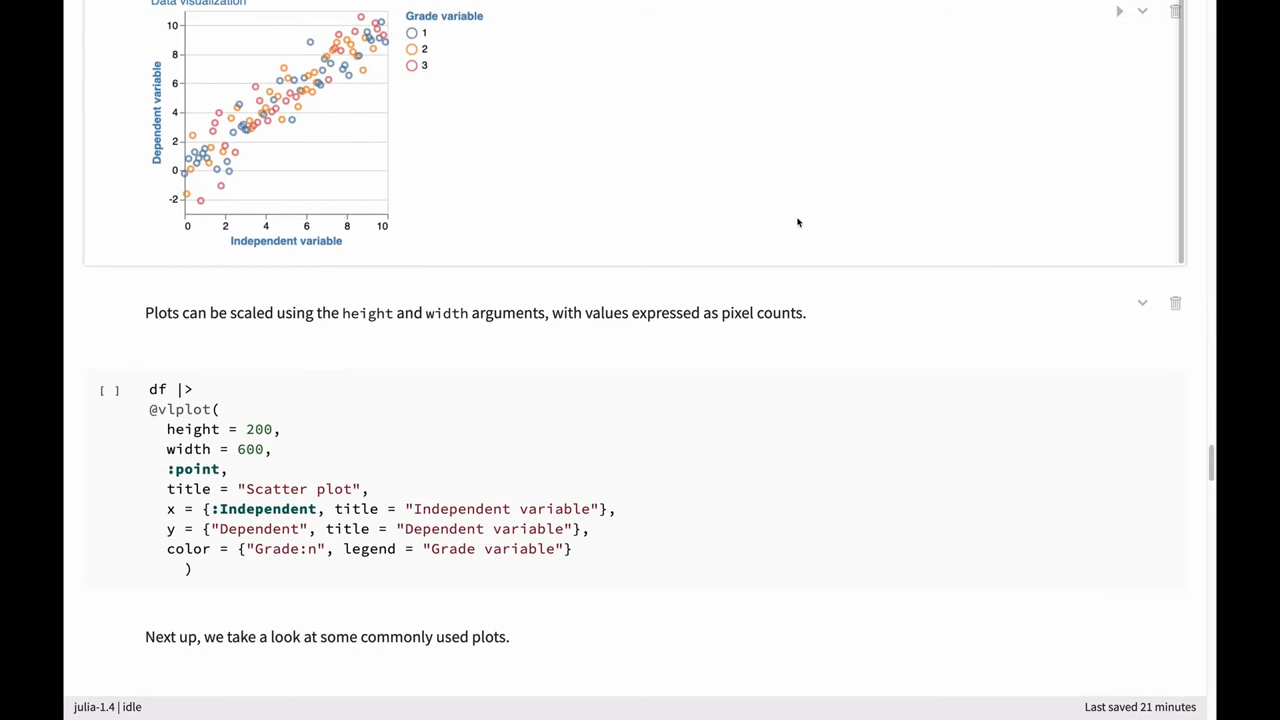 Data visualization
Grade variable
1
2
3
10
8
6
4
2
0
-2
Dependent variable
0 2 4 6 8 10
Independent variable
Plots can be scaled using the height and width arguments, with values expressed as pixel counts.
[ ]
df |>
@vlplot(
height = 200,
width = 600,
:point,
title = "Scatter plot",
x = {:Independent, title = "Independent variable"},
y = {"Dependent", title = "Dependent variable"},
color = {"Grade:n", legend = "Grade variable"}
)
Next up, we take a look at some commonly used plots.
julia-1.4 | idle
Last saved 21 minutes